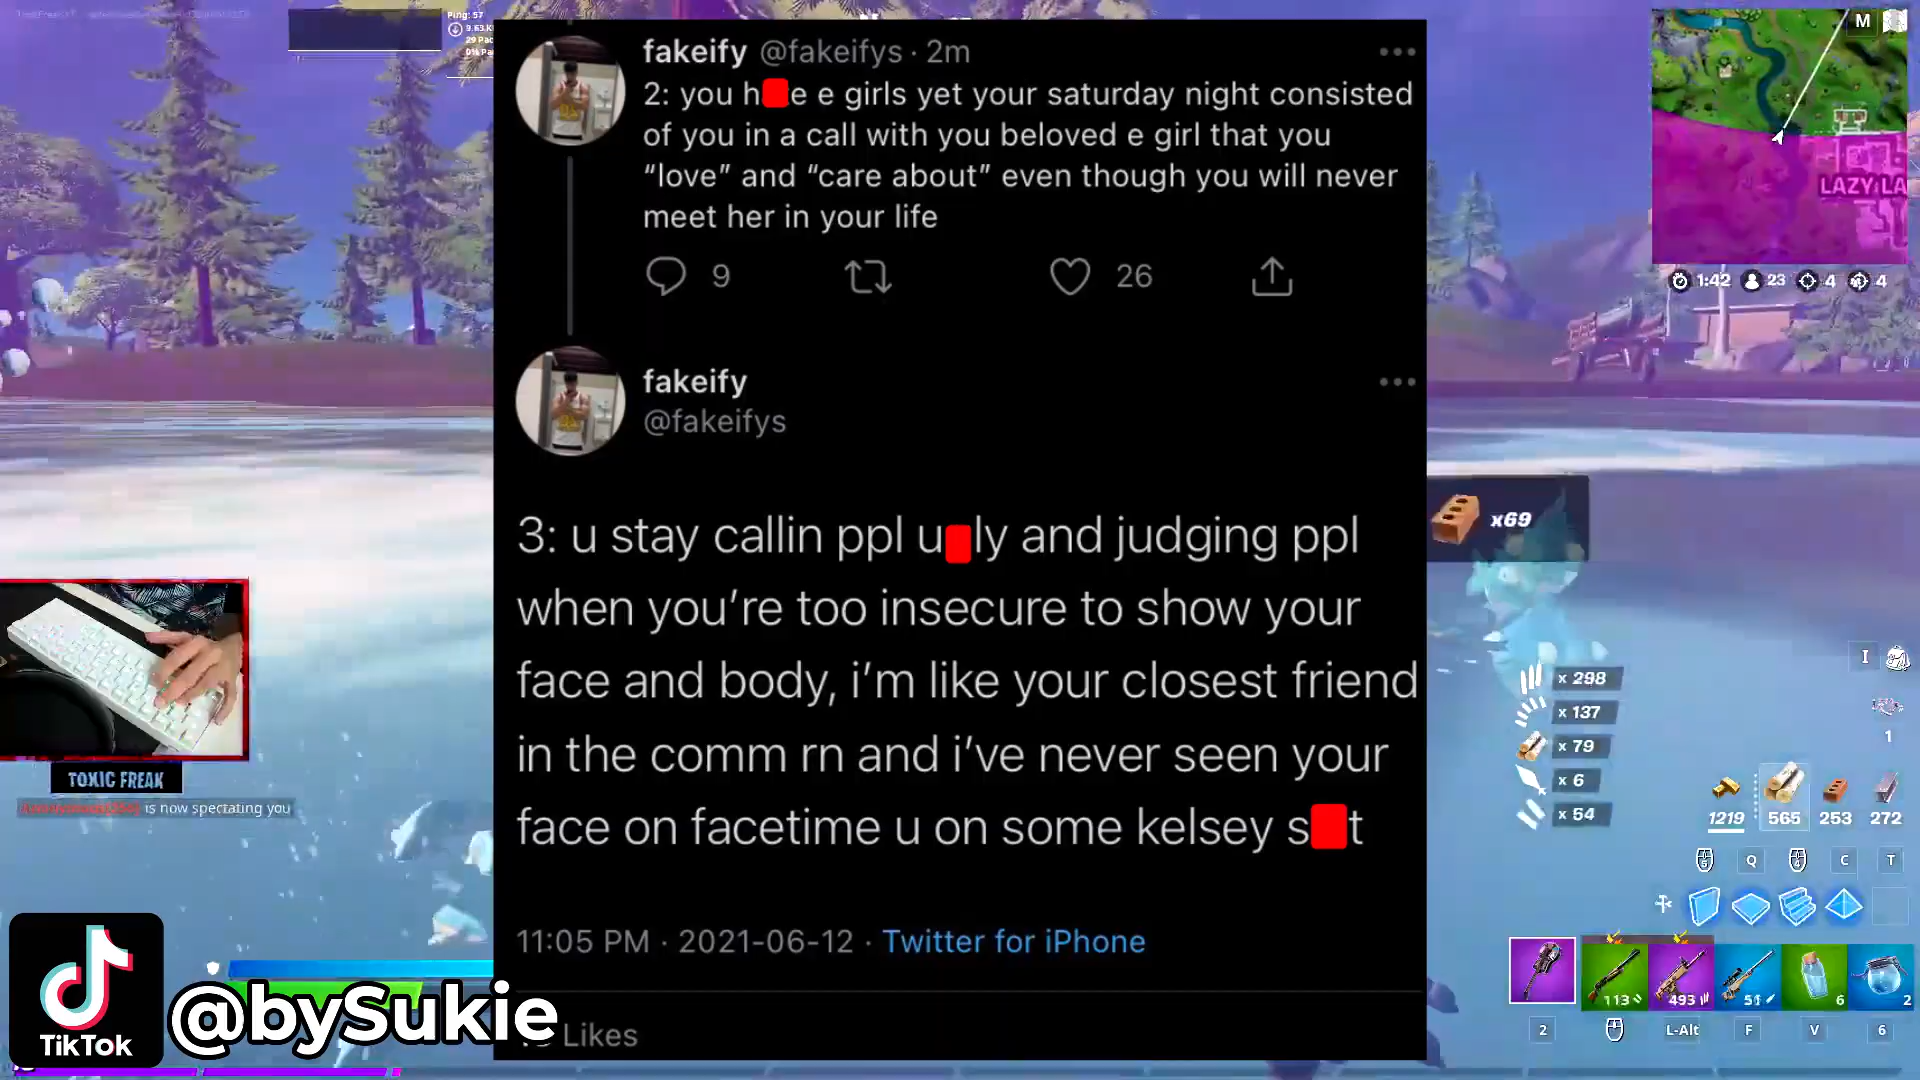 Ping: 57
fakeify @fakeifys · 2m
2: you h e e girls yet your saturday night consisted
of you in a call with you beloved e girl that you
“love” and “care about” even though you will never
meet her in your life
9
26
fakeify
@fakeifys
3: u stay callin ppl u ly and judging ppl
when you’re too insecure to show your
face and body, i’m like your closest friend
in the comm rn and i’ve never seen your
face on facetime u on some kelsey s t
11:05 PM · 2021-06-12 · Twitter for iPhone
Likes
M
LAZY LA
1:42 23 4 4
x69
x 298
x 137
x 79
x 6
x 54
I
1
1219 565 253 272
Q C T
113 493 51 6 2
2 L-Alt F V 6
TOXIC FREAK
is now spectating you
TikTok
@bySukie